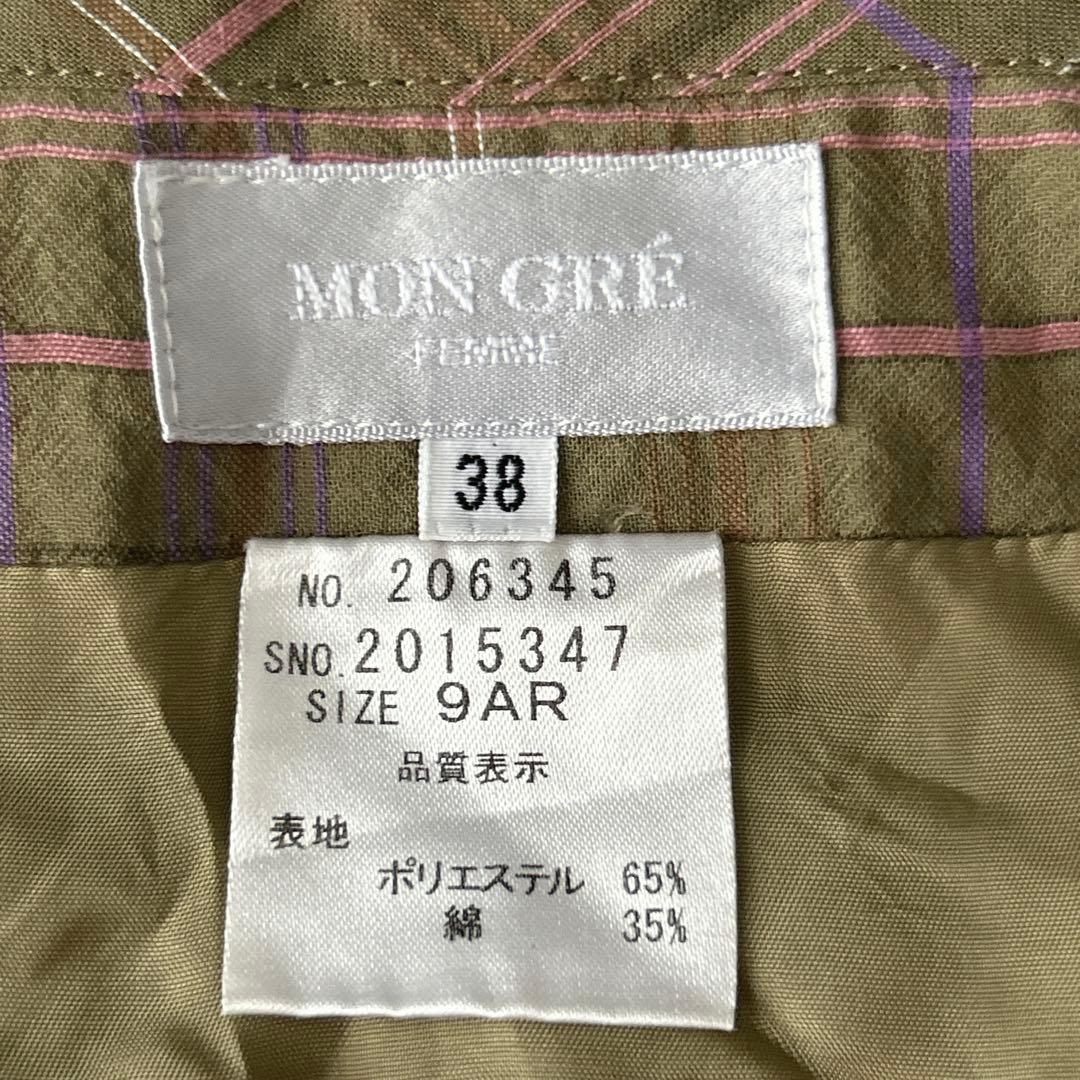 MON GRÉ
FEMME
38
NO. 206345
SNO. 2015347
SIZE 9AR
品質表示
表地
ポリエステル 65%
綿 35%